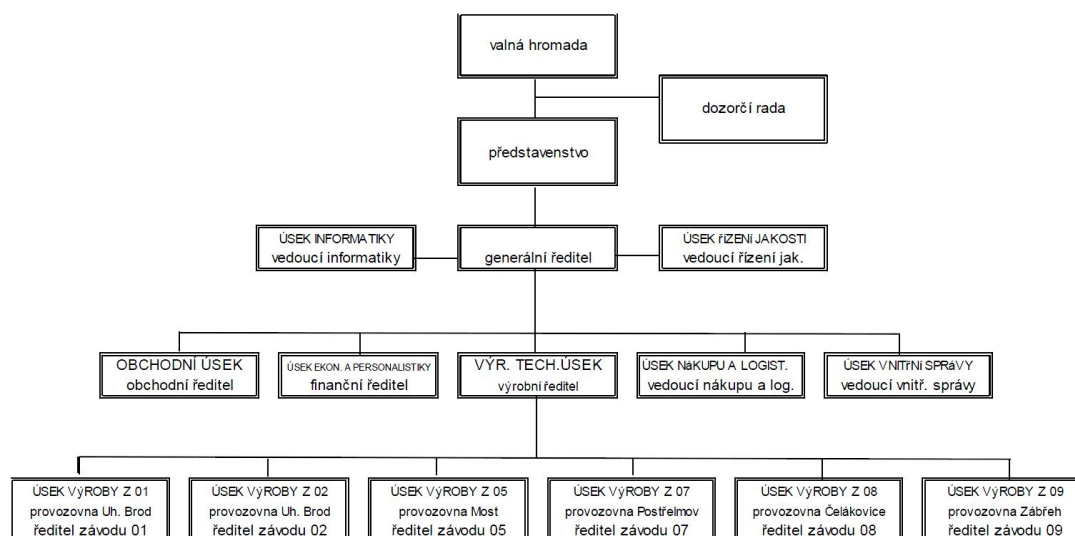 valná hromada
dozorčí rada
představenstvo
ÚSEK INFORMATIKY
vedoucí informatiky
generální ředitel
ÚSEK říZENí JAKOSTI
vedoucí řízení jak.
OBCHODNÍ ÚSEK
obchodní ředitel
ÚSEK EKON. A PERSONALISTIKY
finanční ředitel
VÝR. TECH.ÚSEK
výrobní ředitel
ÚSEK NáKUPU A LOGIST.
vedoucí nákupu a log.
ÚSEK VNITřNí SPRáVY
vedoucí vnitř. správy
ÚSEK VýROBY Z 01
provozovna Uh. Brod
ředitel závodu 01
ÚSEK VýROBY Z 02
provozovna Uh. Brod
ředitel závodu 02
ÚSEK VýROBY Z 05
provozovna Most
ředitel závodu 05
ÚSEK VýROBY Z 07
provozovna Postřelmov
ředitel závodu 07
ÚSEK VýROBY Z 08
provozovna Čelákovice
ředitel závodu 08
ÚSEK VýROBY Z 09
provozovna Zábřeh
ředitel závodu 09